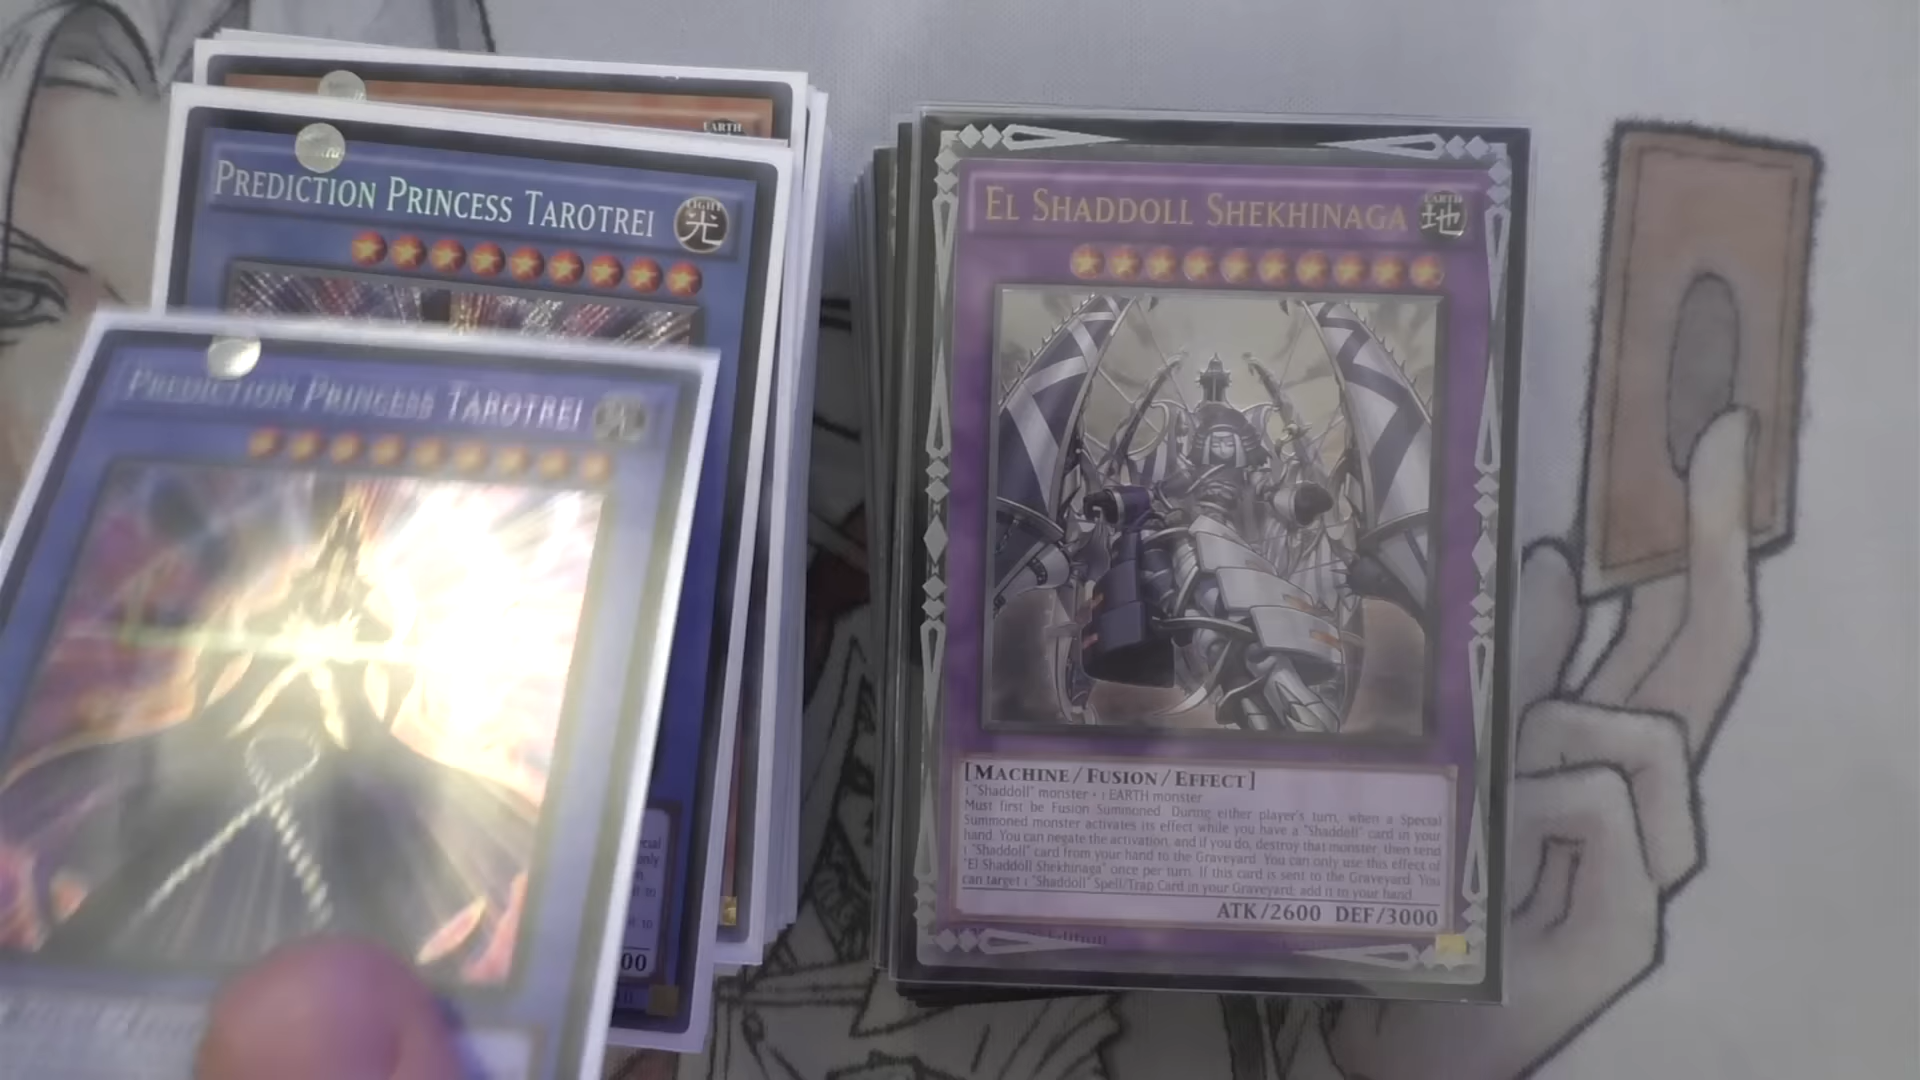 EARTH
PREDICTION PRINCESS TAROTREI
LIGHT
光
PREDICTION PRINCESS TAROTREI
only
00
EL SHADDOLL SHEKHINAGA
EARTH
地
[MACHINE/FUSION/EFFECT]
1 "Shaddoll" monster + 1 EARTH monster
Must first be Fusion Summoned. During either player's turn, when a Special
Summoned monster activates its effect while you have a "Shaddoll" card in your
hand: You can negate the activation, and if you do, destroy that monster, then send
1 "Shaddoll" card from your hand to the Graveyard. You can only use this effect of
"El Shaddoll Shekhinaga" once per turn. If this card is sent to the Graveyard: You
can target 1 "Shaddoll" Spell/Trap Card in your Graveyard; add it to your hand.
ATK/2600 DEF/3000